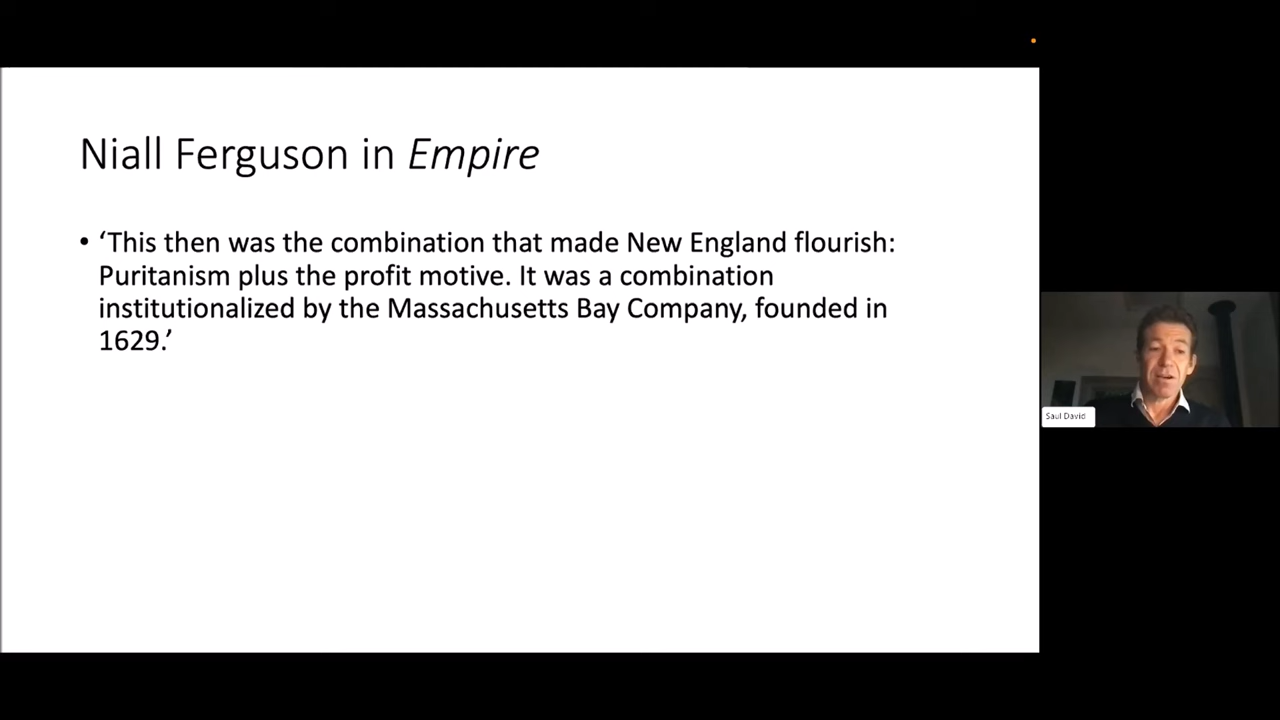 Niall Ferguson in Empire
• ‘This then was the combination that made New England flourish:
Puritanism plus the profit motive. It was a combination
institutionalized by the Massachusetts Bay Company, founded in
1629.’
Saul David